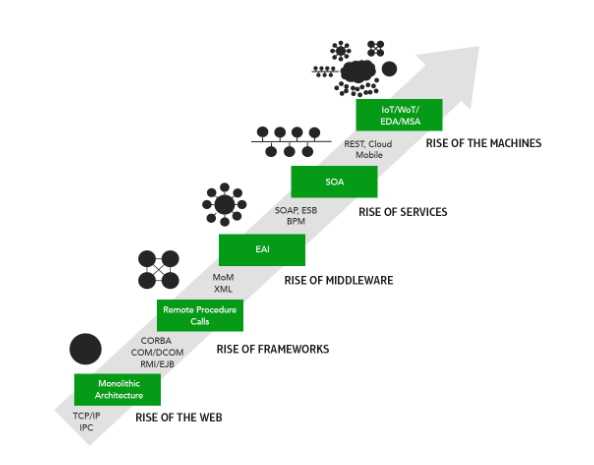 IoT/WoT/
EDA/MSA
REST, Cloud
Mobile
RISE OF THE MACHINES
SOA
SOAP, ESB
BPM
RISE OF SERVICES
EAI
MoM
XML
RISE OF MIDDLEWARE
Remote Procedure
Calls
CORBA
COM/DCOM
RMI/EJB
RISE OF FRAMEWORKS
Monolithic
Architecture
TCP/IP
IPC
RISE OF THE WEB